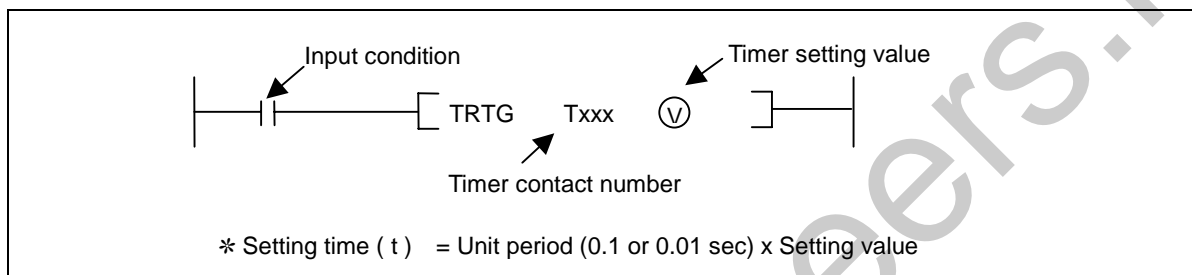 Input condition
Timer setting value
TRTG Txxx V
Timer contact number
* Setting time ( t ) = Unit period (0.1 or 0.01 sec) x Setting value